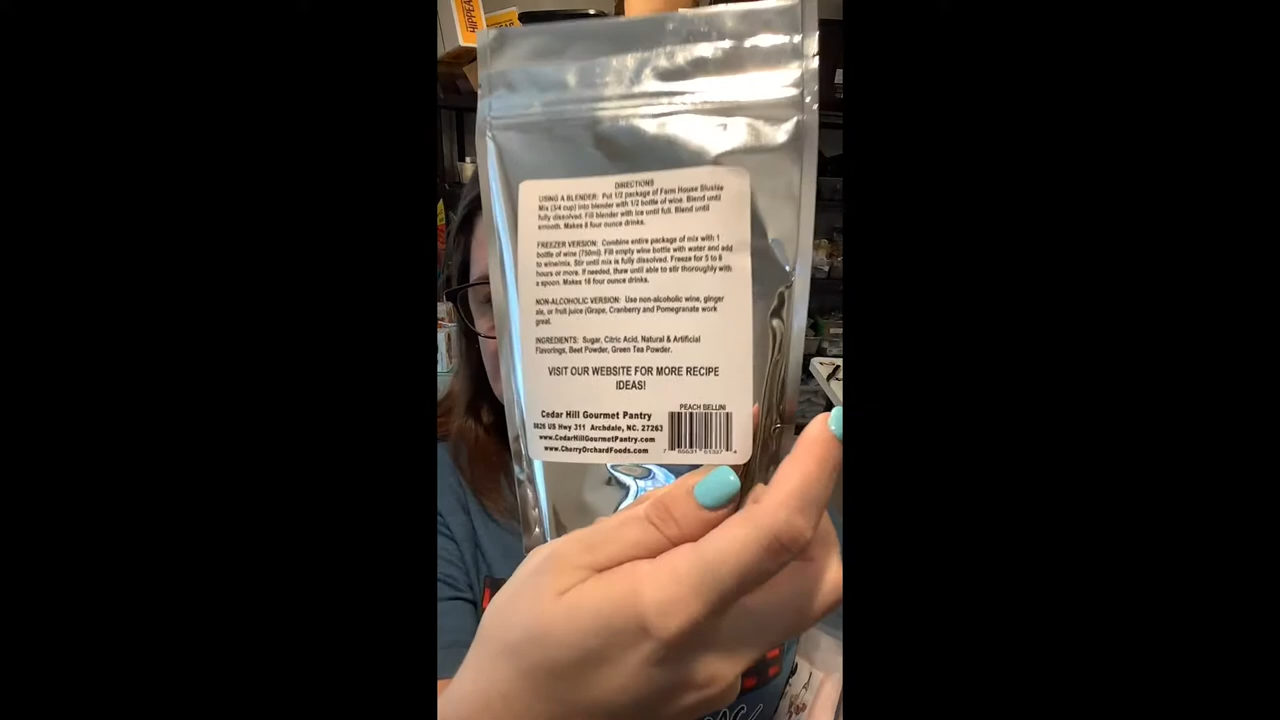 HIPPEAS
DIRECTIONS
USING A BLENDER: Put 1/2 package of Farm House Slushie
Mix (3/4 cup) into blender with 1/2 bottle of wine. Blend until
fully dissolved. Fill blender with ice until full. Blend until
smooth. Makes 8 four ounce drinks.
FREEZER VERSION: Combine entire package of mix with 1
bottle of wine (750ml). Fill empty wine bottle with water and add
to wine/mix. Stir until mix is fully dissolved. Freeze for 5 to 6
hours or more. If needed, thaw until able to stir thoroughly with
a spoon. Makes 18 four ounce drinks.
NON-ALCOHOLIC VERSION: Use non-alcoholic wine, ginger
ale, or fruit juice (Grape, Cranberry and Pomegranate work
great.
INGREDIENTS: Sugar, Citric Acid, Natural & Artificial
Flavorings, Beet Powder, Green Tea Powder.
VISIT OUR WEBSITE FOR MORE RECIPE
IDEAS!
PEACH BELLINI
Cedar Hill Gourmet Pantry
8826 US Hwy 311 Archdale, NC. 27263
www.CedarHillGourmetPantry.com
www.CherryOrchardFoods.com